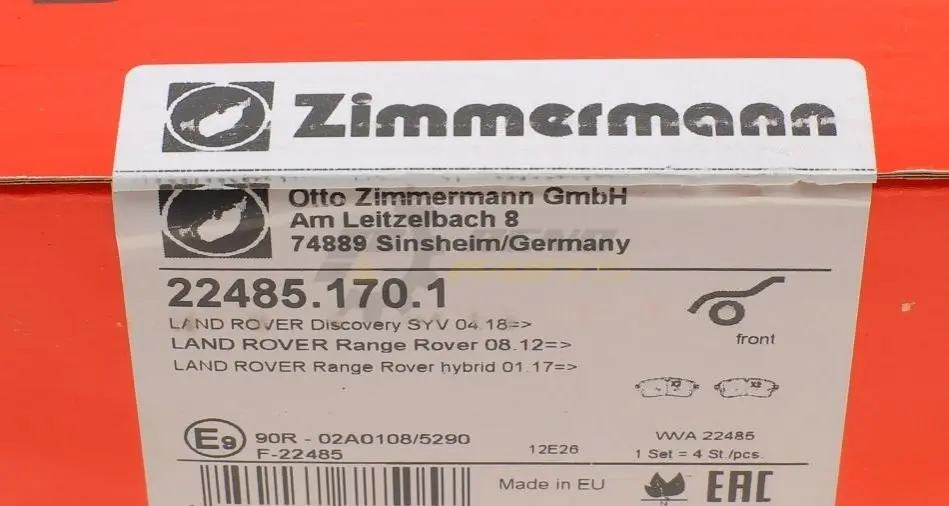 Zimmermann
Otto Zimmermann GmbH
Am Leitzelbach 8
74889 Sinsheim/Germany
22485.170.1
LAND ROVER Discovery SYV 04.18=>
LAND ROVER Range Rover 08.12=>
LAND ROVER Range Rover hybrid 01.17=>
front
X2 X2
E9
90R - 02A0108/5290
F-22485
12E26
WVA 22485
1 Set = 4 St./pcs.
Made in EU
EAC